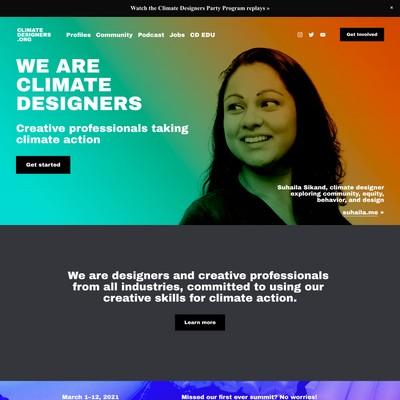 Watch the Climate Designers Party Program replays »
×
CLIMATE
DESIGNERS
.ORG
Profiles Community Podcast Jobs CD EDU
Get Involved
WE ARE
CLIMATE
DESIGNERS
Creative professionals taking
climate action
Get started
Suhaila Sikand, climate designer
exploring community, equity,
behavior, and design
suhaila.me »
We are designers and creative professionals
from all industries, committed to using our
creative skills for climate action.
Learn more
March 1–12, 2021
Missed our first ever summit? No worries!